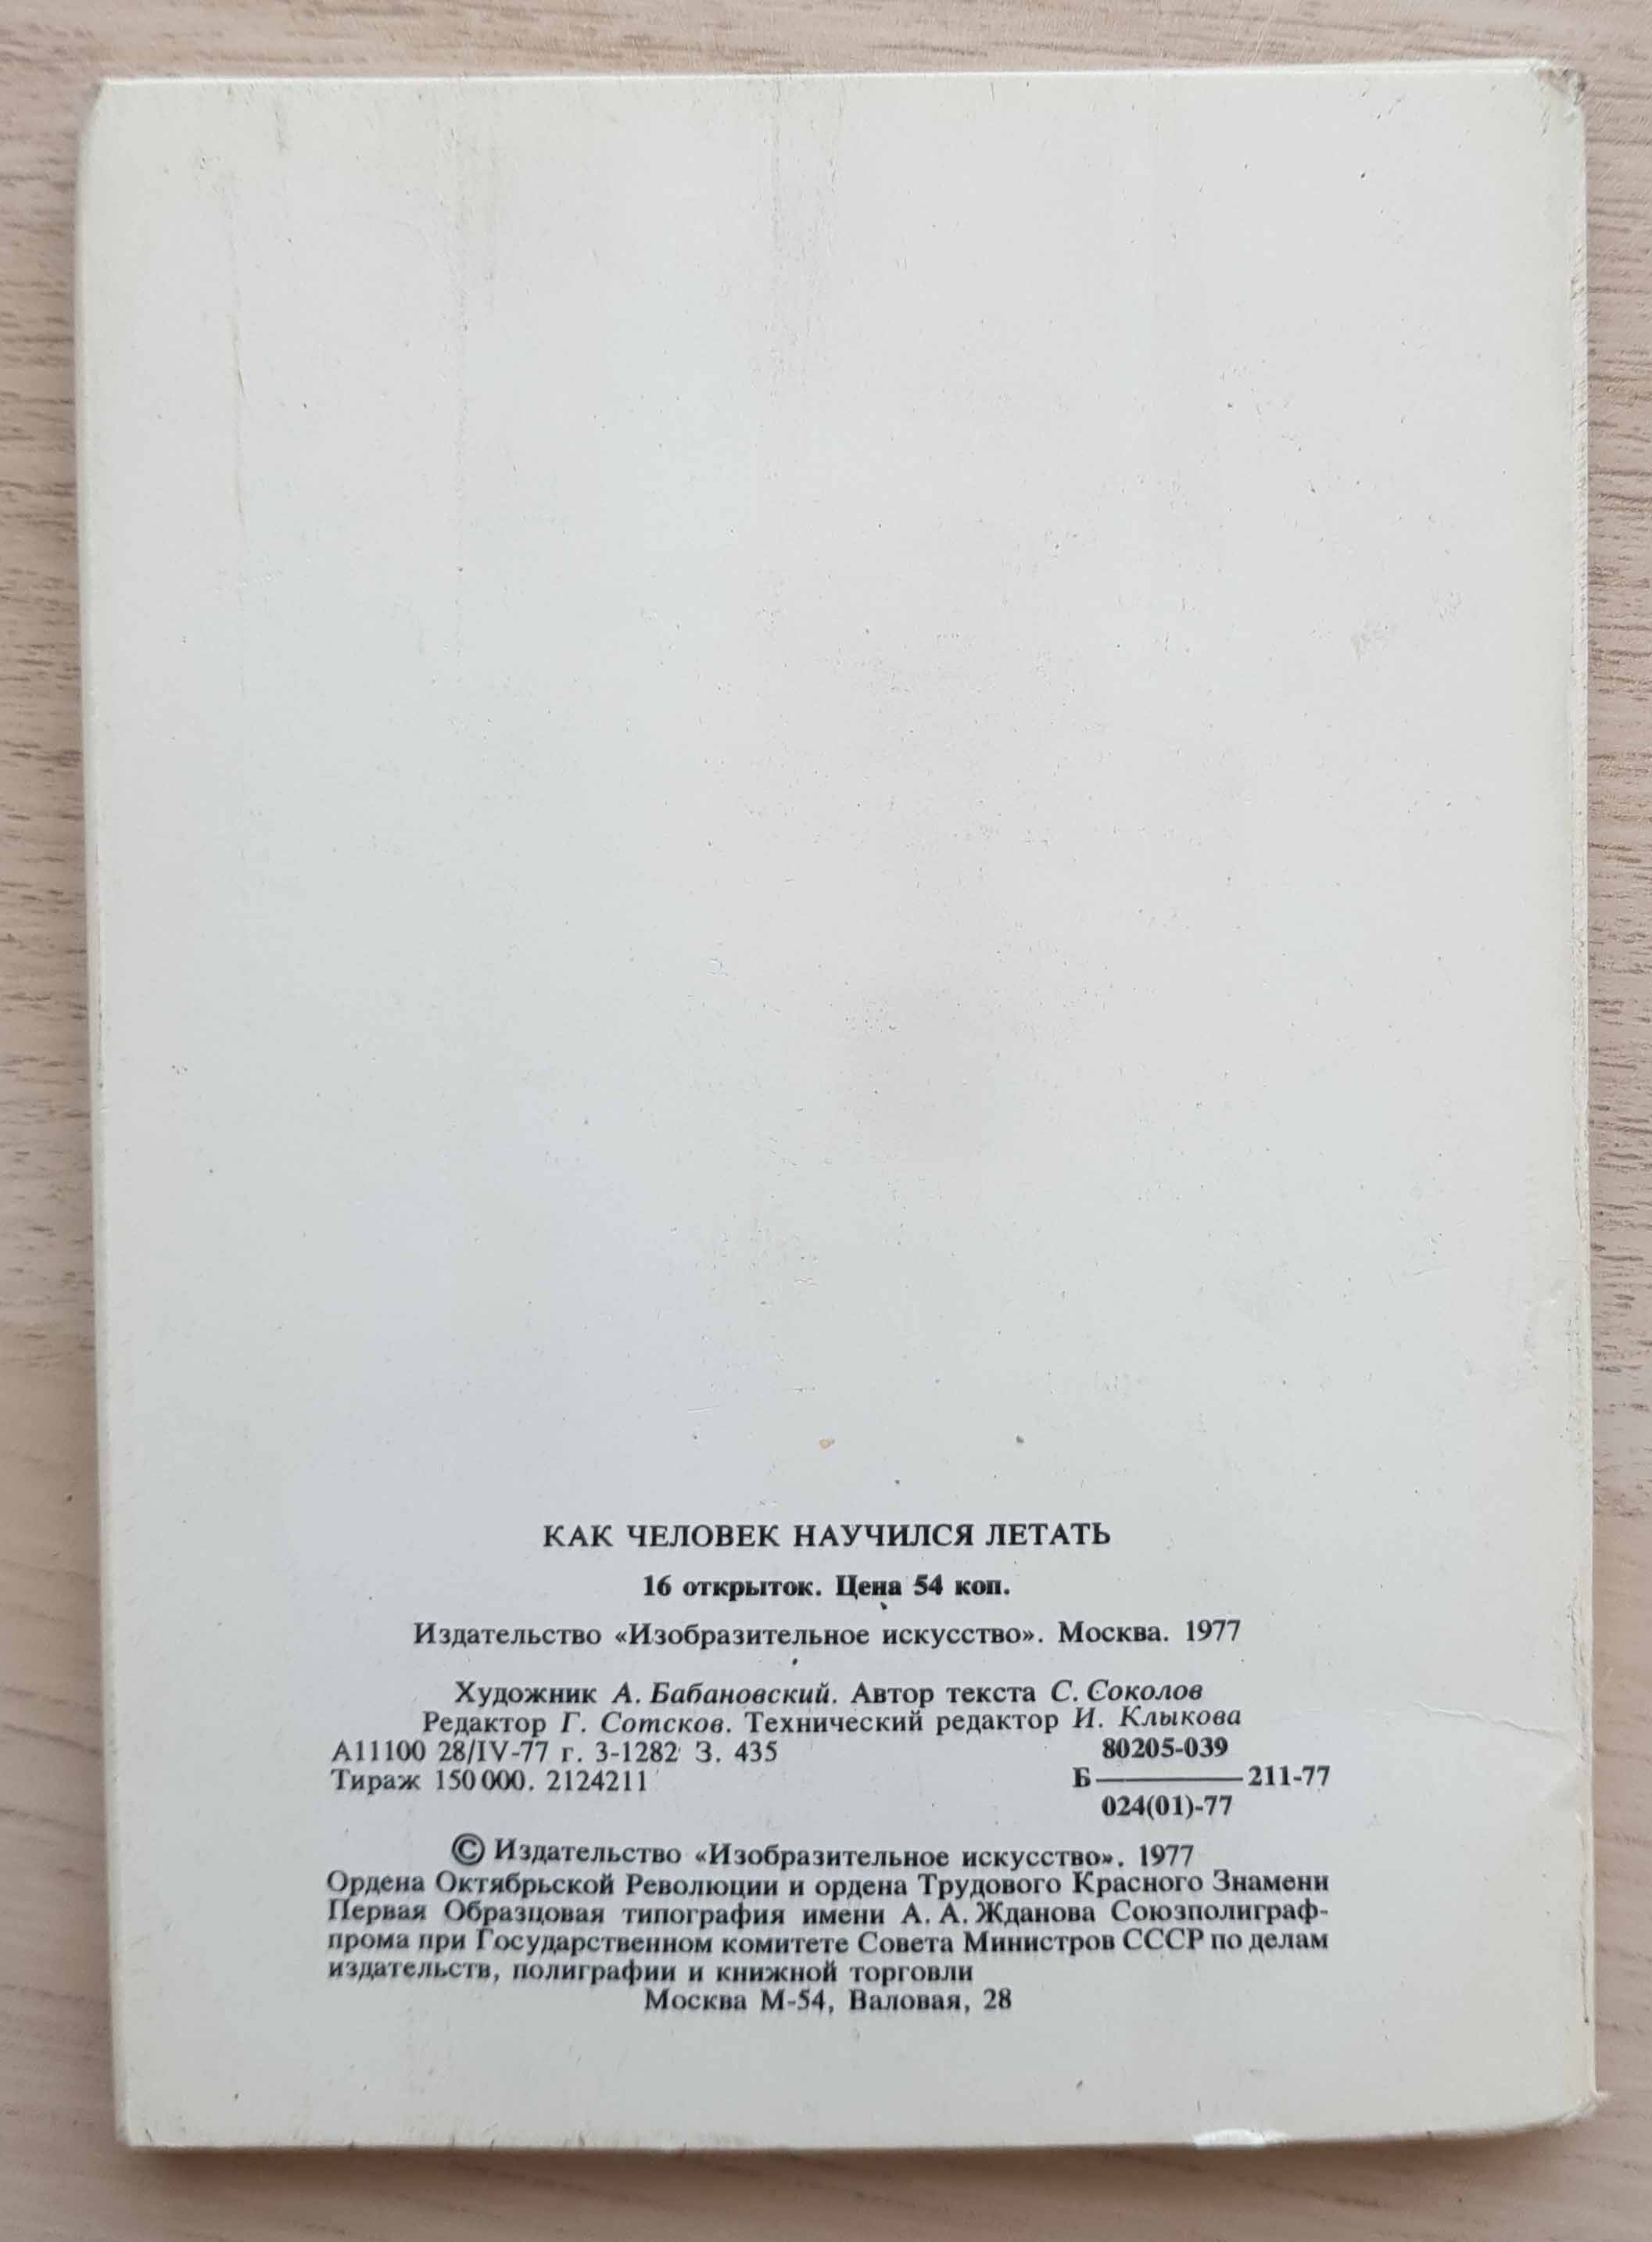 КАК ЧЕЛОВЕК НАУЧИЛСЯ ЛЕТАТЬ
16 открыток. Цена 54 коп.
Издательство «Изобразительное искусство». Москва. 1977
Художник А. Бабановский. Автор текста С. Соколов
Редактор Г. Сотсков. Технический редактор И. Клыкова
А11100 28/IV-77 г. 3-1282 З. 435
Тираж 150 000. 2124211
80205-039
Б — 211-77
024(01)-77
© Издательство «Изобразительное искусство». 1977
Ордена Октябрьской Революции и ордена Трудового Красного Знамени
Первая Образцовая типография имени А. А. Жданова Союзполиграф-
прома при Государственном комитете Совета Министров СССР по делам
издательств, полиграфии и книжной торговли
Москва М-54, Валовая, 28